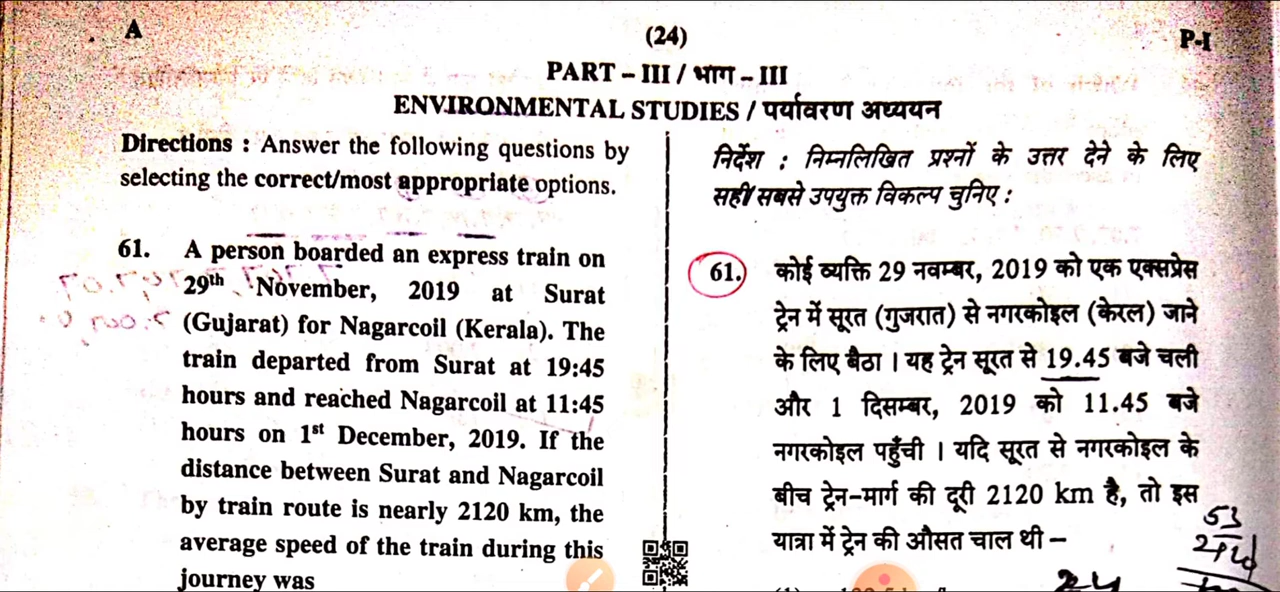 A
(24)
P-I
PART – III / भाग – III
ENVIRONMENTAL STUDIES / पर्यावरण अध्ययन
Directions : Answer the following questions by
selecting the correct/most appropriate options.
61. A person boarded an express train on
29th November, 2019 at Surat
(Gujarat) for Nagarcoil (Kerala). The
train departed from Surat at 19:45
hours and reached Nagarcoil at 11:45
hours on 1st December, 2019. If the
distance between Surat and Nagarcoil
by train route is nearly 2120 km, the
average speed of the train during this
journey was
निर्देश : निम्नलिखित प्रश्नों के उत्तर देने के लिए
सही/सबसे उपयुक्त विकल्प चुनिए :
61. कोई व्यक्ति 29 नवम्बर, 2019 को एक एक्सप्रेस
ट्रेन में सूरत (गुजरात) से नगरकोइल (केरल) जाने
के लिए बैठा । यह ट्रेन सूरत से 19.45 बजे चली
और 1 दिसम्बर, 2019 को 11.45 बजे
नगरकोइल पहुँची । यदि सूरत से नगरकोइल के
बीच ट्रेन-मार्ग की दूरी 2120 km है, तो इस
यात्रा में ट्रेन की औसत चाल थी –
53